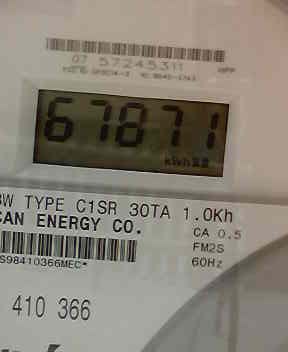 07 57245311
67871
kWh
W TYPE C1SR 30TA 1.0Kh
CAN ENERGY CO.
CA 0.5
FM2S
60Hz
S98410366MEC*
410 366